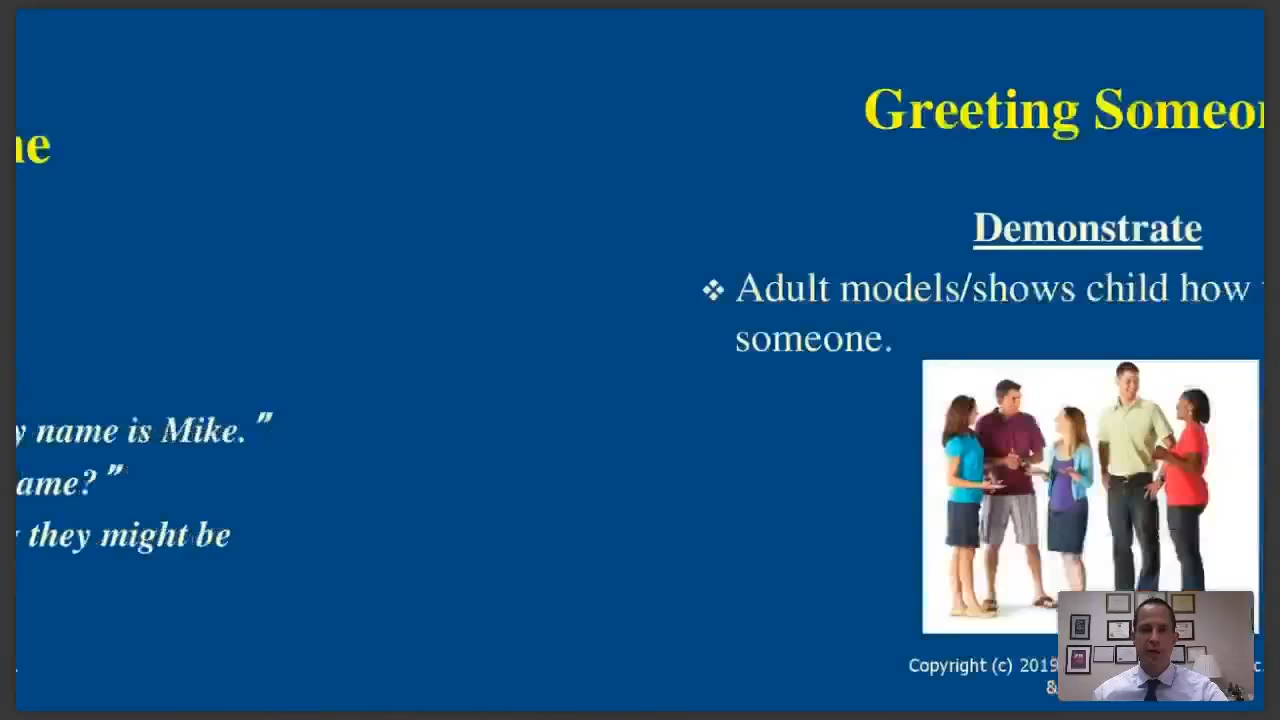 ne
name is Mike."
ame?"
they might be
Greeting Someo
Demonstrate
❖ Adult models/shows child how
someone.
Copyright (c) 2019
&